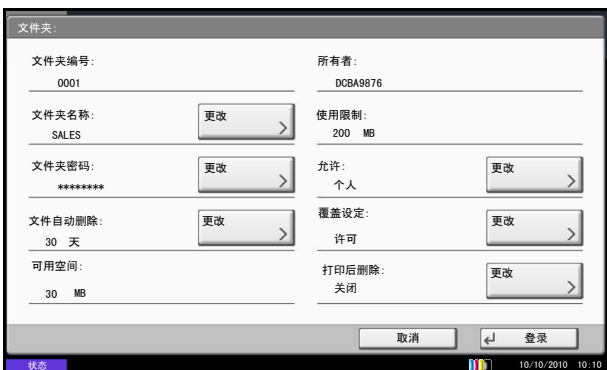 文件夹:
文件夹编号:
0001
文件夹名称:
SALES
更改
文件夹密码:
********
更改
文件自动删除:
30 天
更改
可用空间:
30 MB
所有者:
DCBA9876
使用限制:
200 MB
允许:
个人
更改
覆盖设定:
许可
更改
打印后删除:
关闭
更改
取消
登录
状态
10/10/2010 10:10